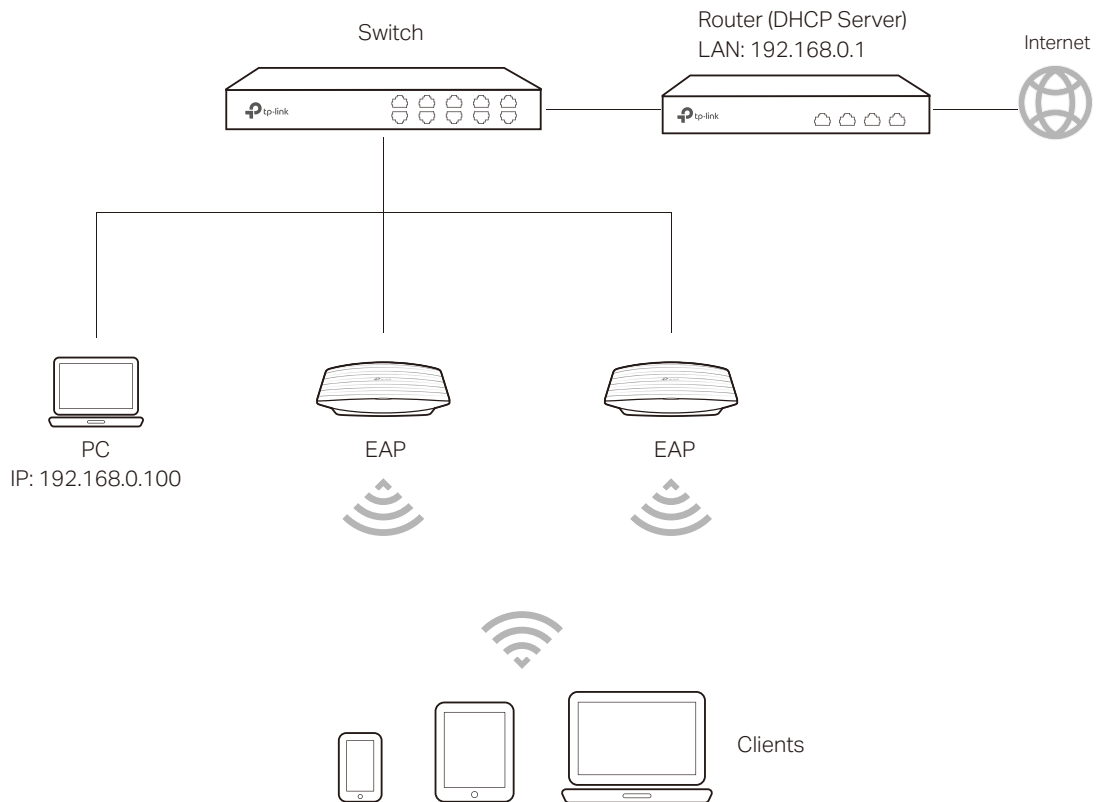 Switch
Router (DHCP Server)
LAN: 192.168.0.1
Internet
tp-link
tp-link
PC
IP: 192.168.0.100
EAP
EAP
Clients